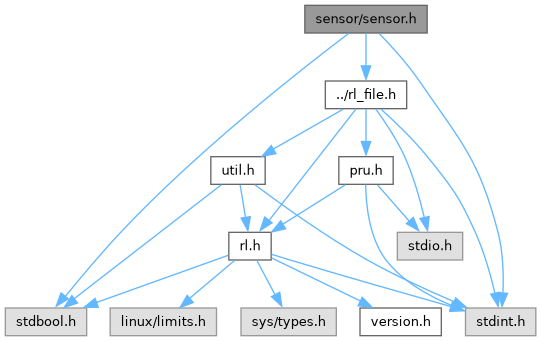 sensor/sensor.h
../rl_file.h
util.h
pru.h
rl.h
stdio.h
stdbool.h
linux/limits.h
sys/types.h
version.h
stdint.h